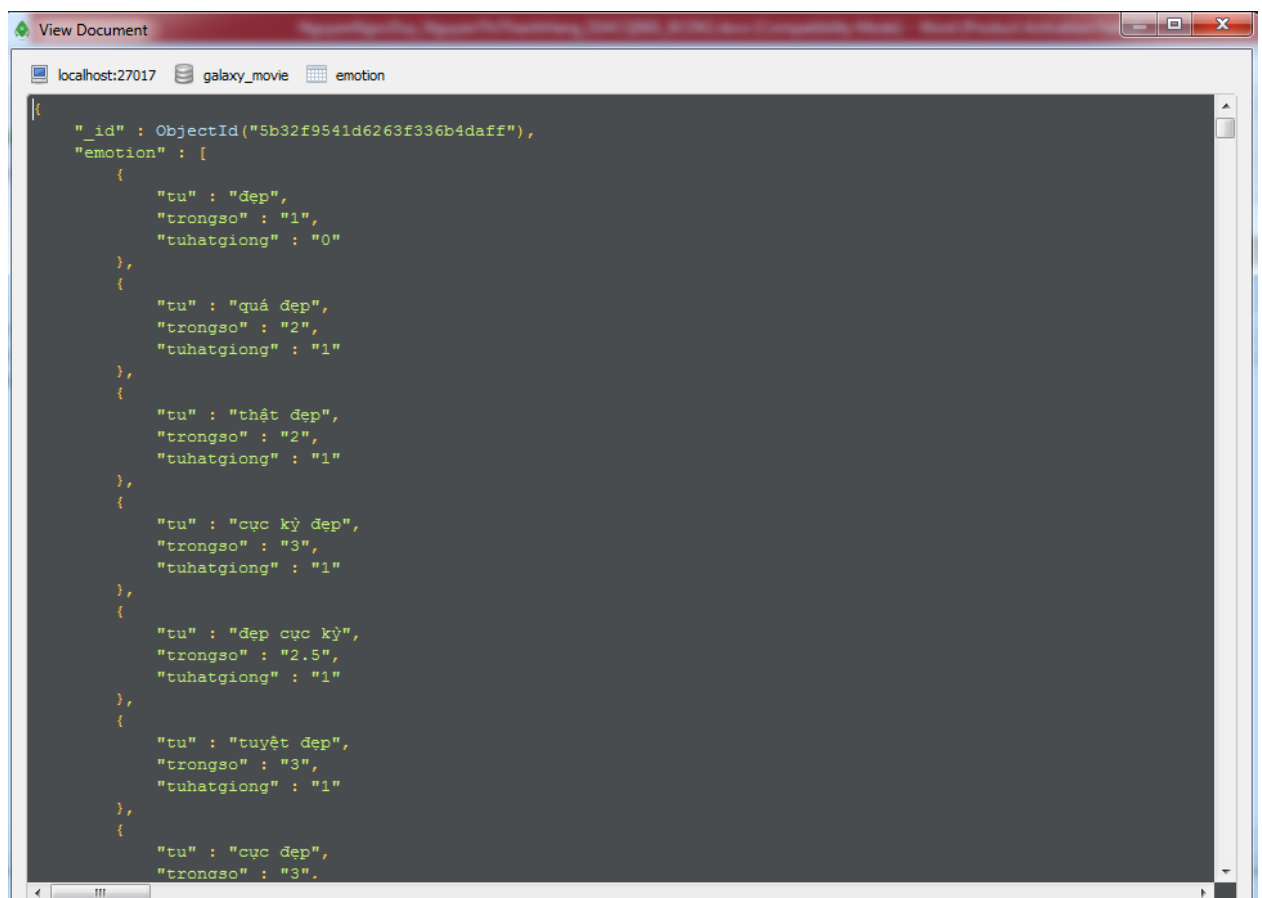 View Document
localhost:27017 galaxy_movie emotion
{
"_id" : ObjectId("5b32f9541d6263f336b4daff"),
"emotion" : [
{
"tu" : "đẹp",
"trongso" : "1",
"tuhatgiong" : "0"
},
{
"tu" : "quá đẹp",
"trongso" : "2",
"tuhatgiong" : "1"
},
{
"tu" : "thật đẹp",
"trongso" : "2",
"tuhatgiong" : "1"
},
{
"tu" : "cực kỳ đẹp",
"trongso" : "3",
"tuhatgiong" : "1"
},
{
"tu" : "đẹp cực kỳ",
"trongso" : "2.5",
"tuhatgiong" : "1"
},
{
"tu" : "tuyệt đẹp",
"trongso" : "3",
"tuhatgiong" : "1"
},
{
"tu" : "cực đẹp",
"trongso" : "3",